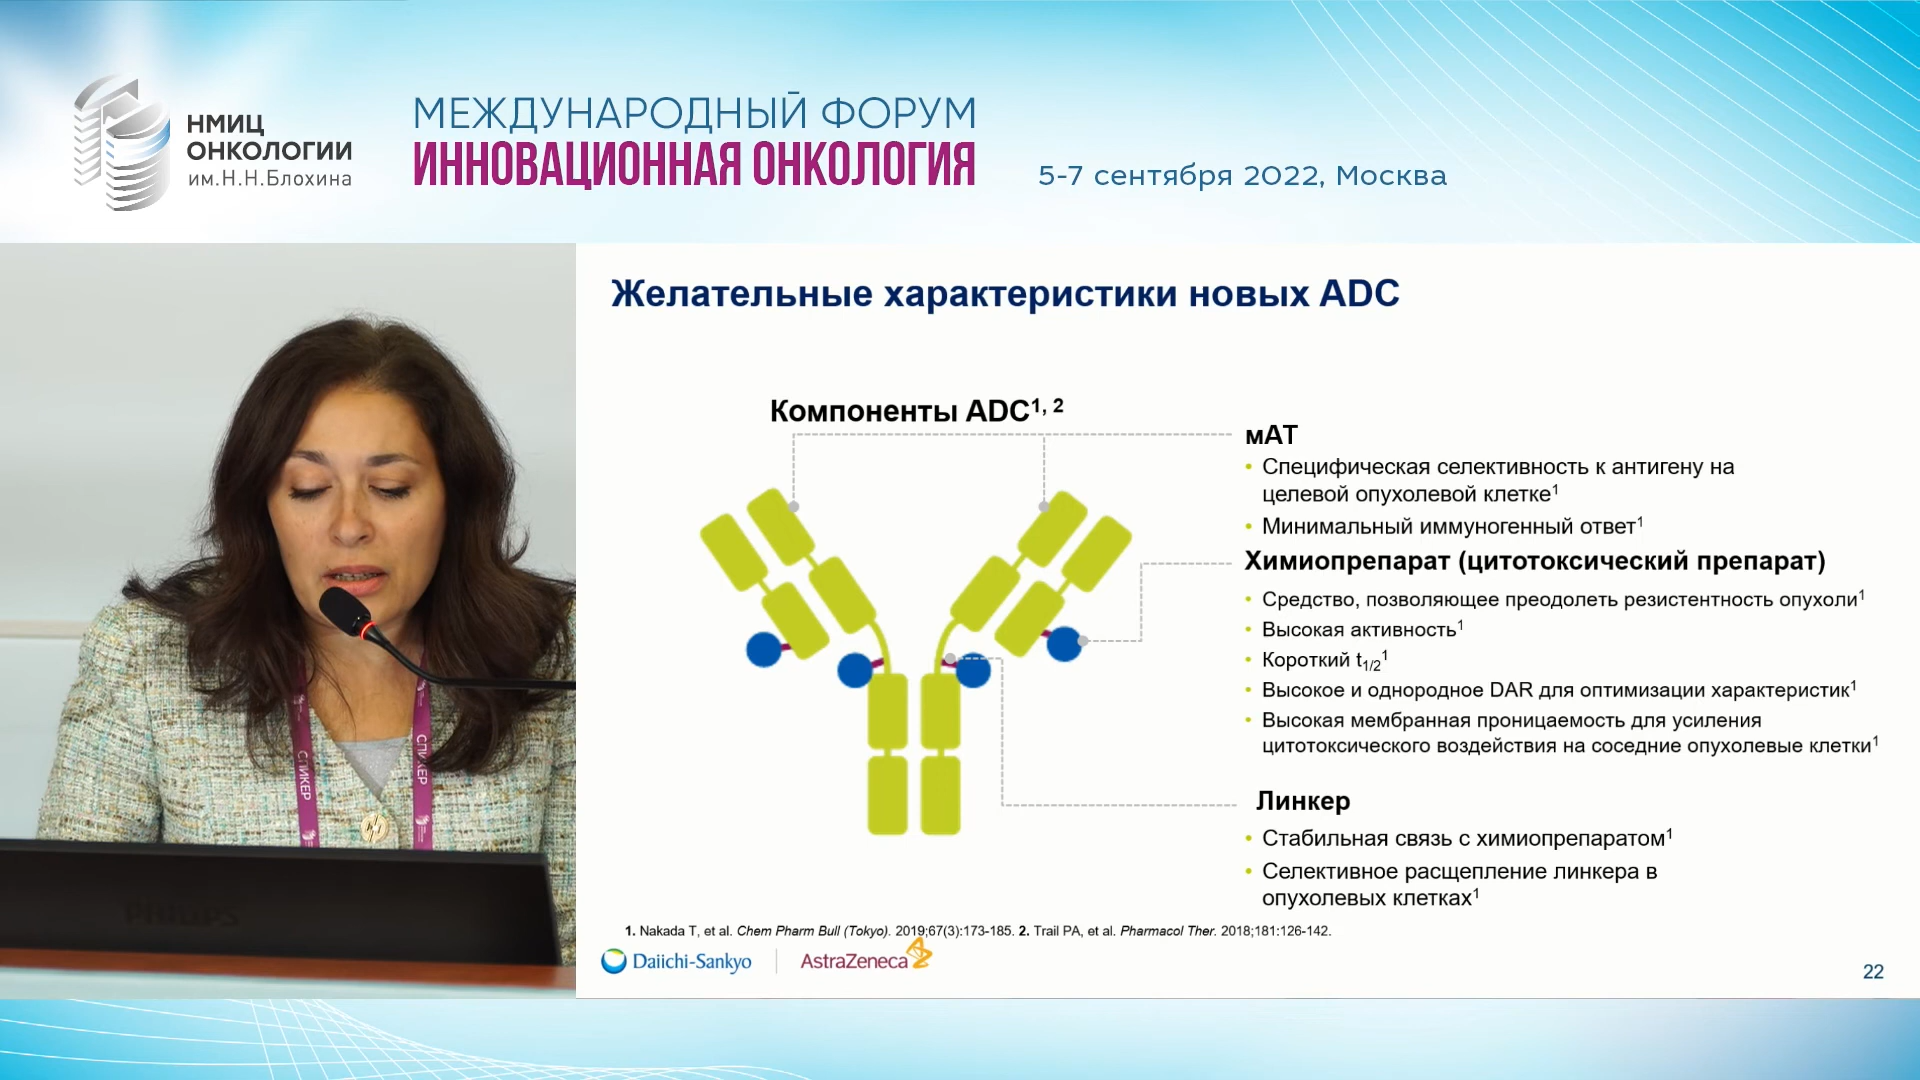 НМИЦ
ОНКОЛОГИИ
им.Н.Н.Блохина
МЕЖДУНАРОДНЫЙ ФОРУМ
ИННОВАЦИОННАЯ ОНКОЛОГИЯ
5-7 сентября 2022, Москва
Желательные характеристики новых ADC
Компоненты ADC1, 2
мАТ
• Специфическая селективность к антигену на
целевой опухолевой клетке1
• Минимальный иммуногенный ответ1
Химиопрепарат (цитотоксический препарат)
• Средство, позволяющее преодолеть резистентность опухоли1
• Высокая активность1
• Короткий t1/21
• Высокое и однородное DAR для оптимизации характеристик1
• Высокая мембранная проницаемость для усиления
цитотоксического воздействия на соседние опухолевые клетки1
Линкер
• Стабильная связь с химиопрепаратом1
• Селективное расщепление линкера в
опухолевых клетках1
1. Nakada T, et al. Chem Pharm Bull (Tokyo). 2019;67(3):173-185. 2. Trail PA, et al. Pharmacol Ther. 2018;181:126-142.
Daiichi-Sankyo
AstraZeneca
22
СПИКЕР
СПИКЕР
PHILIPS